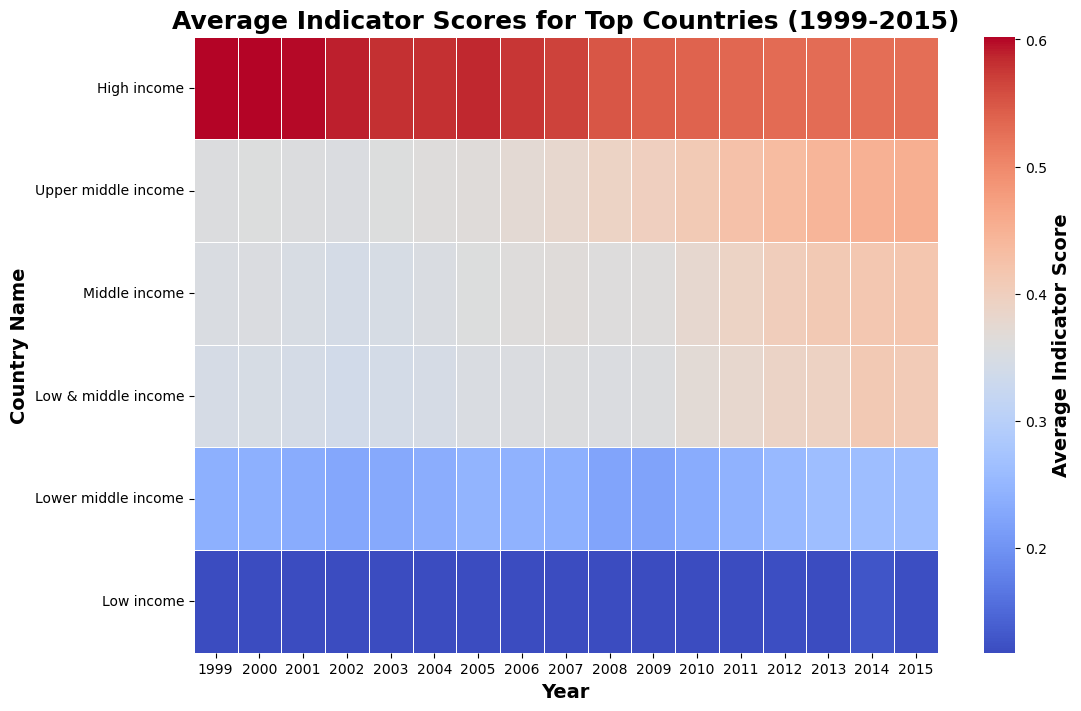 Average Indicator Scores for Top Countries (1999-2015)
Country Name
High income
Upper middle income
Middle income
Low & middle income
Lower middle income
Low income
1999 2000 2001 2002 2003 2004 2005 2006 2007 2008 2009 2010 2011 2012 2013 2014 2015
Year
0.6
0.5
0.4
0.3
0.2
Average Indicator Score